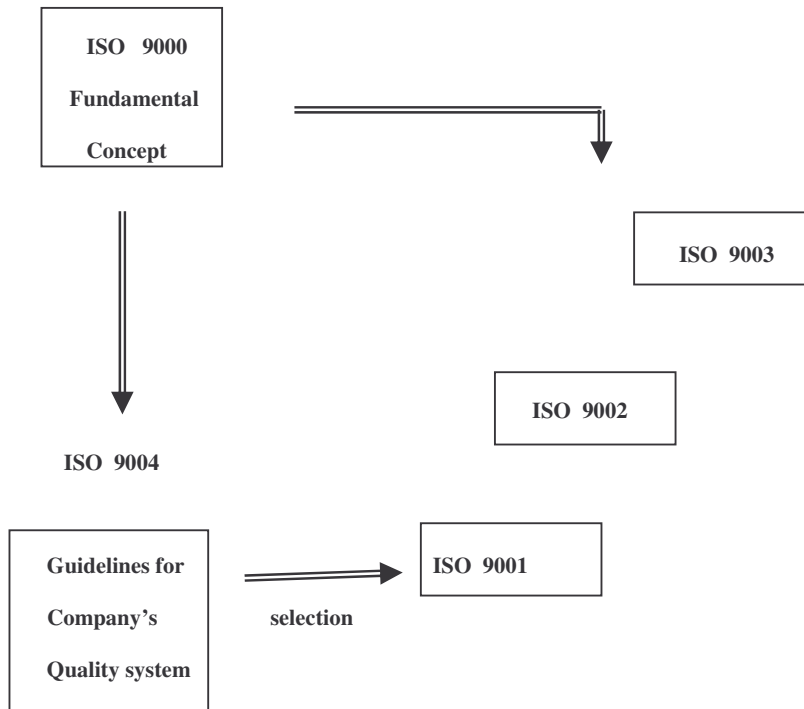 ISO 9000
Fundamental
Concept
ISO 9003
ISO 9002
ISO 9004
Guidelines for
Company’s
Quality system
selection
ISO 9001